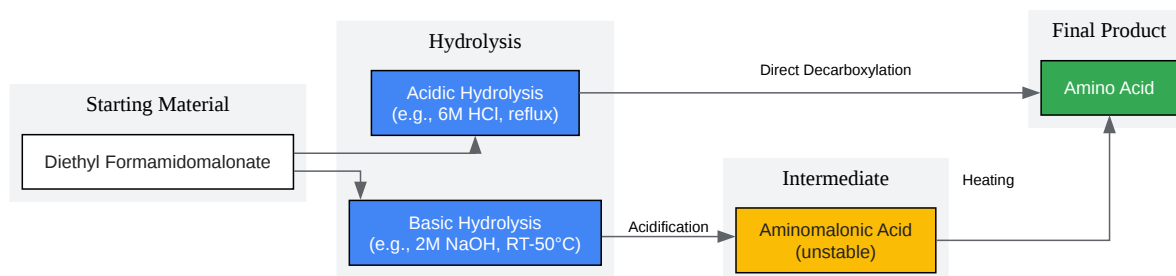 Starting Material
Diethyl Formamidomalonate
Hydrolysis
Acidic Hydrolysis
(e.g., 6M HCl, reflux)
Basic Hydrolysis
(e.g., 2M NaOH, RT-50°C)
Direct Decarboxylation
Acidification
Intermediate
Aminomalonic Acid
(unstable)
Heating
Final Product
Amino Acid